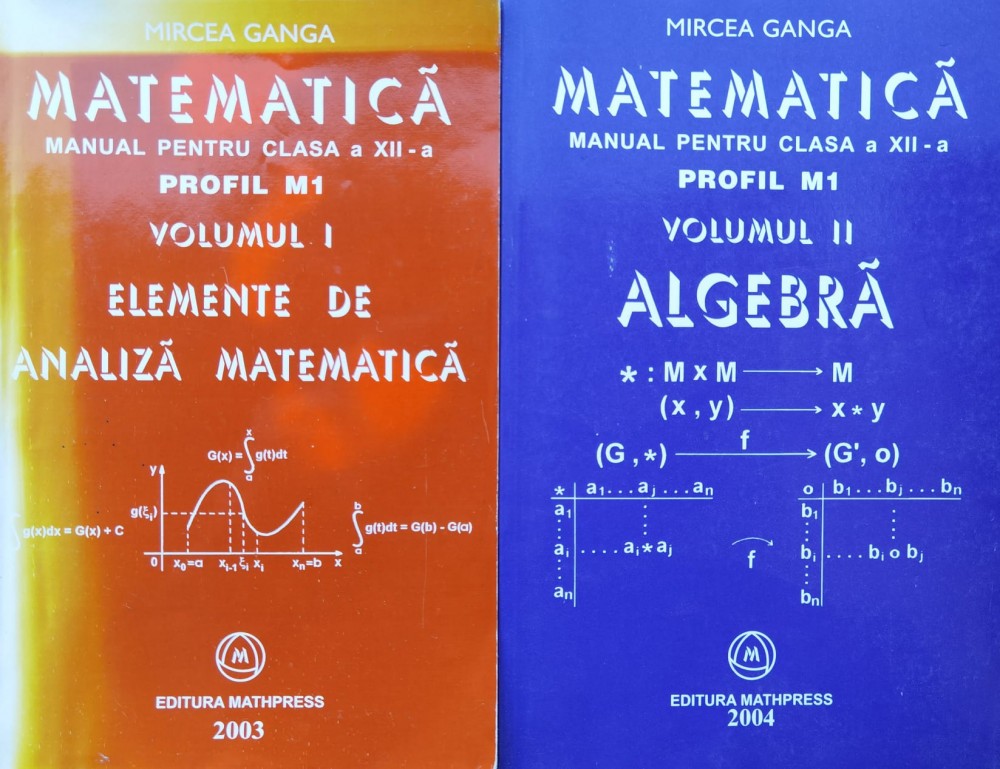 MIRCEA GANGA
MATEMATICĂ
MANUAL PENTRU CLASA a XII - a
PROFIL M1
VOLUMUL I
ELEMENTE DE
ANALIZĂ MATEMATICĂ
G(x) = ∫ₐˣ g(t)dt
y
g(ξᵢ)
∫g(x)dx = G(x) + C
∫ₐᵇ g(t)dt = G(b) - G(a)
0 x₀=a xᵢ₋₁ ξᵢ xᵢ xₙ=b x
M
EDITURA MATHPRESS
2003
MIRCEA GANGA
MATEMATICĂ
MANUAL PENTRU CLASA a XII - a
PROFIL M1
VOLUMUL II
ALGEBRĂ
* : M x M → M
(x , y) → x * y
f
(G , *) → (G', o)
* a₁ . . . aⱼ . . . aₙ
a₁
aᵢ . . . . aᵢ * aⱼ
aₙ
f
o b₁ . . . bⱼ . . . bₙ
b₁
bᵢ . . . . bᵢ o bⱼ
bₙ
M
EDITURA MATHPRESS
2004